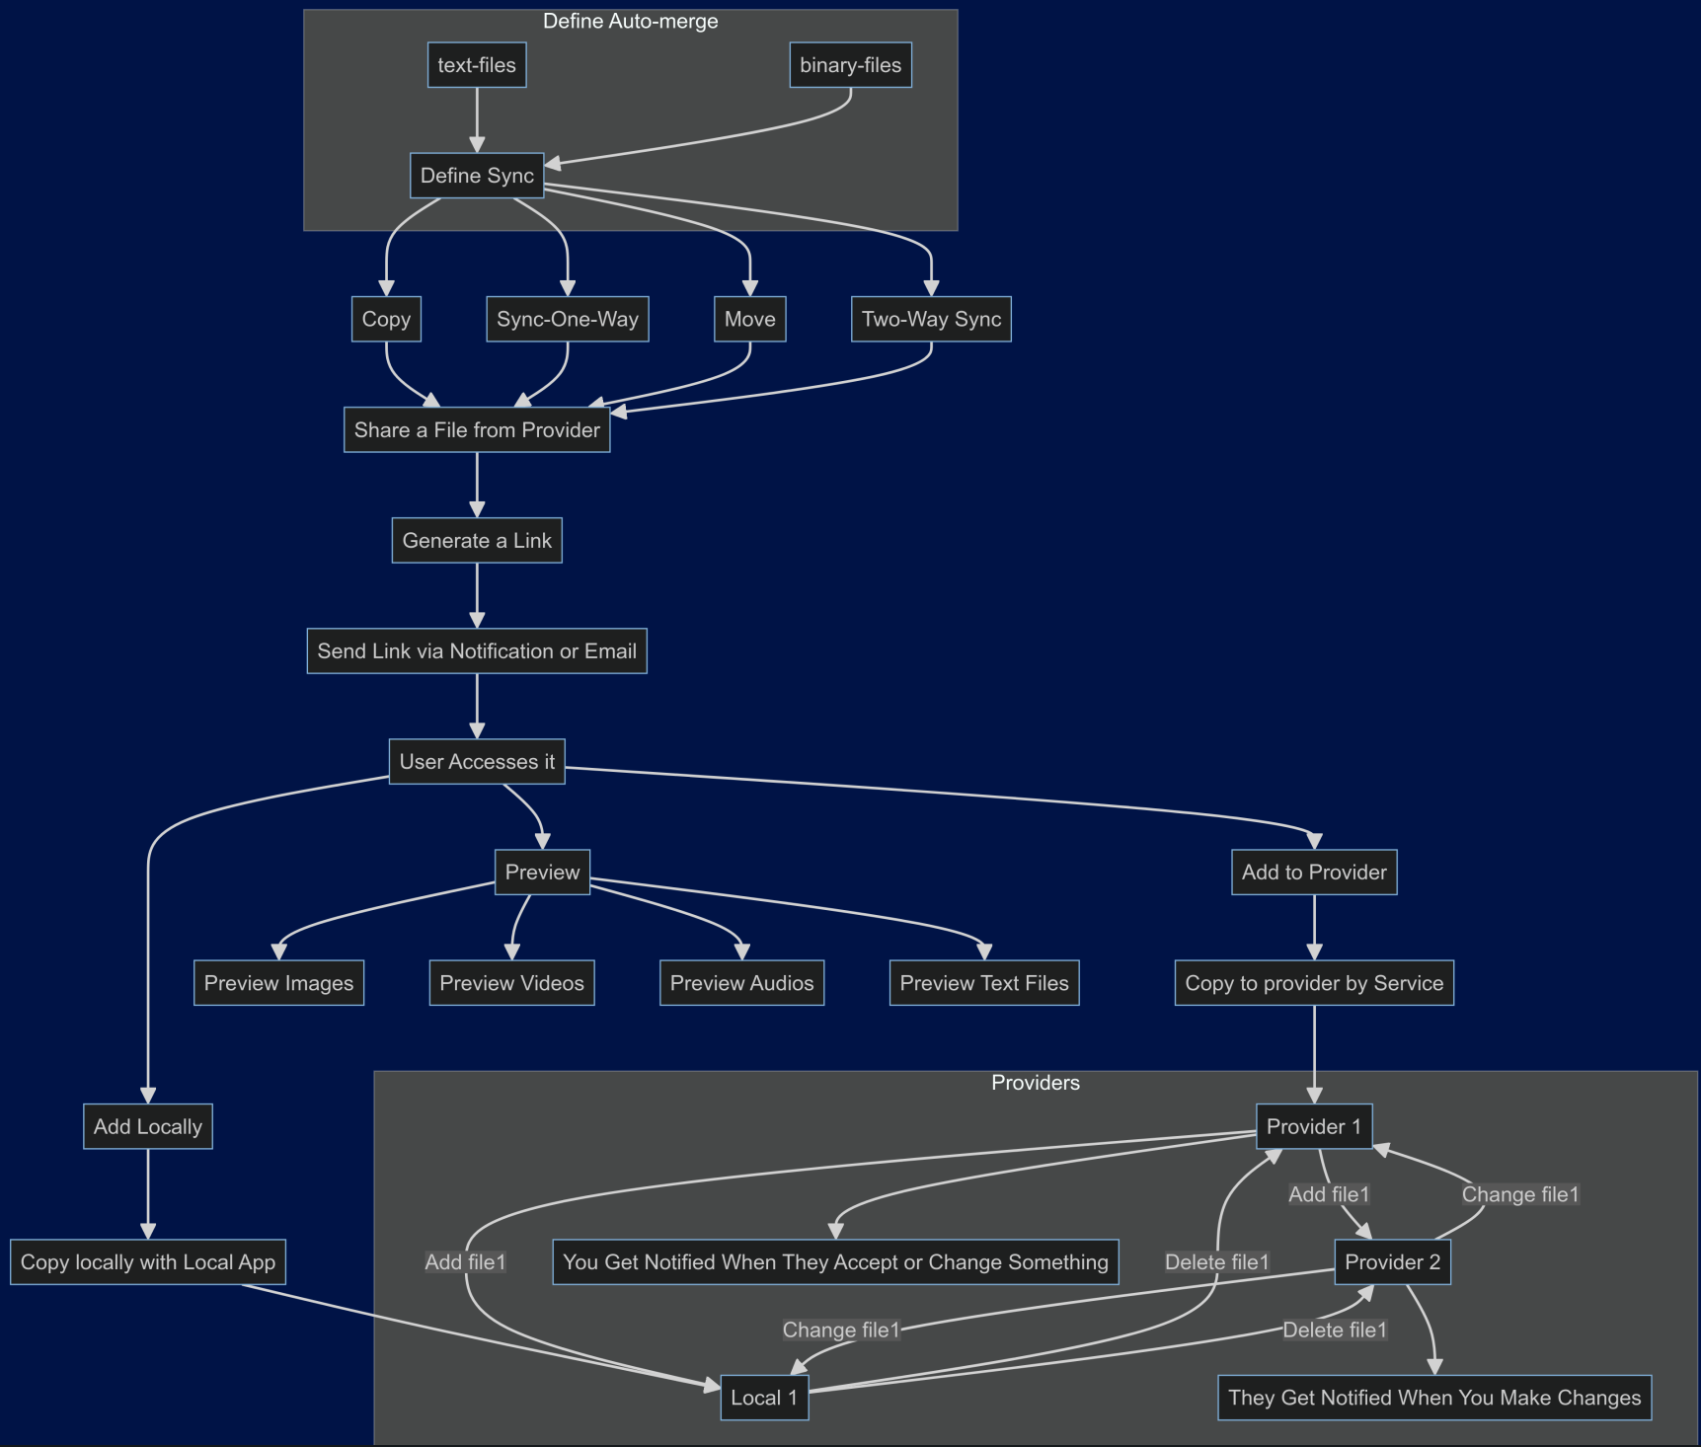 Define Auto-merge
text-files
binary-files
Define Sync
Copy
Sync-One-Way
Move
Two-Way Sync
Share a File from Provider
Generate a Link
Send Link via Notification or Email
User Accesses it
Preview
Add to Provider
Preview Images
Preview Videos
Preview Audios
Preview Text Files
Copy to provider by Service
Providers
Add Locally
Provider 1
Add file1
Change file1
Copy locally with Local App
Add file1
You Get Notified When They Accept or Change Something
Delete file1
Provider 2
Change file1
Delete file1
Local 1
They Get Notified When You Make Changes